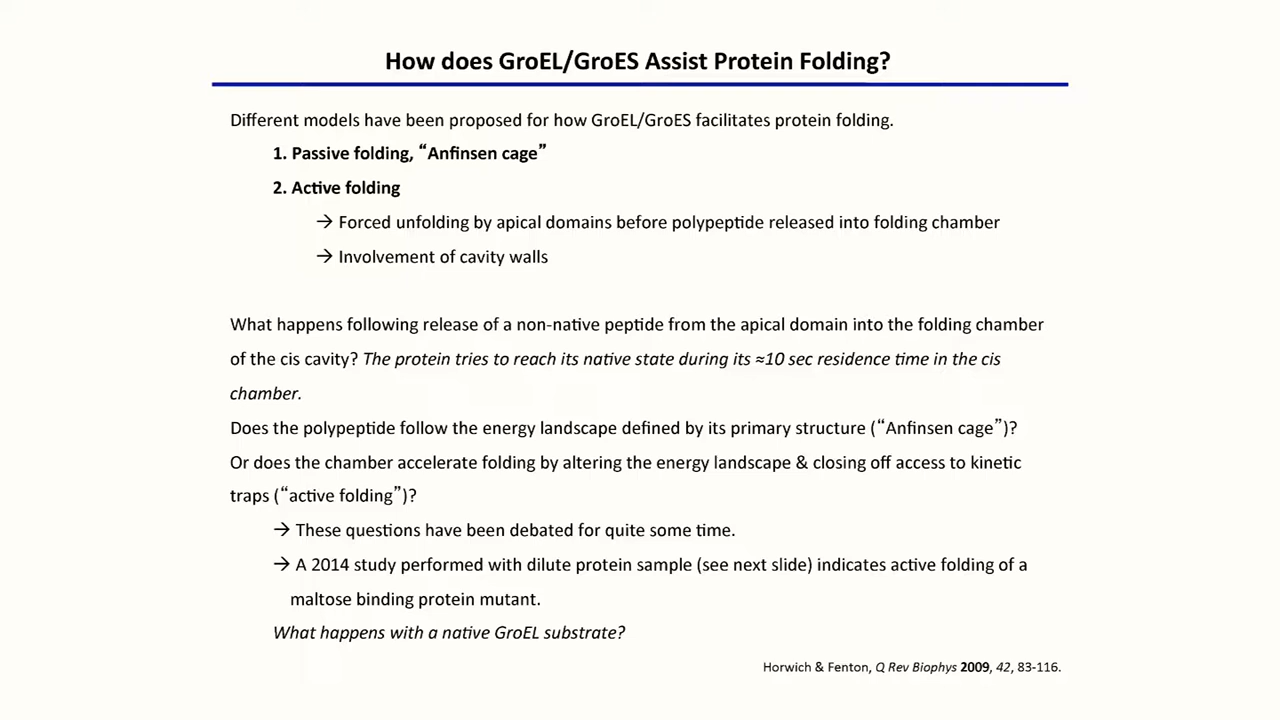 How does GroEL/GroES Assist Protein Folding?
Different models have been proposed for how GroEL/GroES facilitates protein folding.
1. Passive folding, “Anfinsen cage”
2. Active folding
→ Forced unfolding by apical domains before polypeptide released into folding chamber
→ Involvement of cavity walls
What happens following release of a non-native peptide from the apical domain into the folding chamber
of the cis cavity? The protein tries to reach its native state during its ≈10 sec residence time in the cis
chamber.
Does the polypeptide follow the energy landscape defined by its primary structure (“Anfinsen cage”)?
Or does the chamber accelerate folding by altering the energy landscape & closing off access to kinetic
traps (“active folding”)?
→ These questions have been debated for quite some time.
→ A 2014 study performed with dilute protein sample (see next slide) indicates active folding of a
maltose binding protein mutant.
What happens with a native GroEL substrate?
Horwich & Fenton, Q Rev Biophys 2009, 42, 83-116.